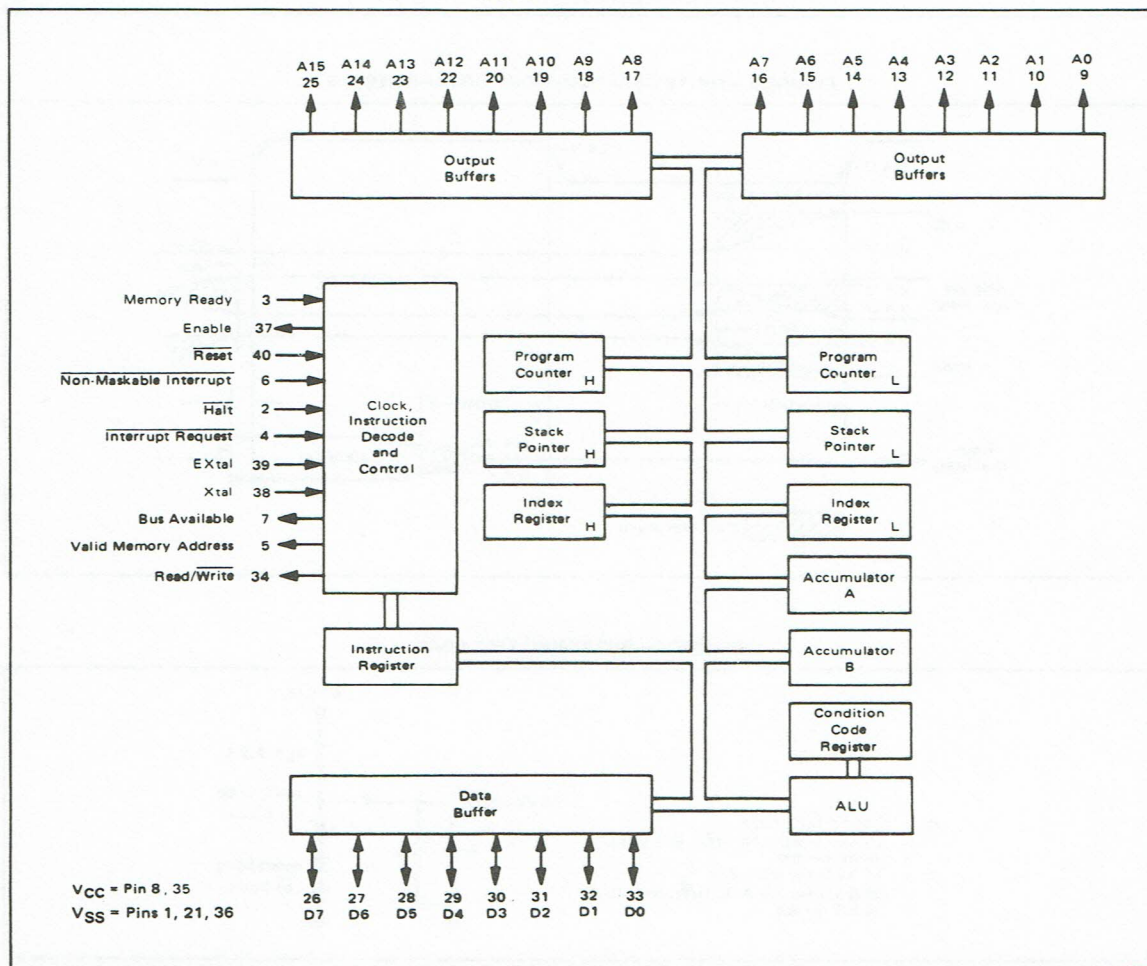 A15 A14 A13 A12 A11 A10 A9 A8 A7 A6 A5 A4 A3 A2 A1 A0
25 24 23 22 20 19 18 17 16 15 14 13 12 11 10 9
Output
Buffers
Output
Buffers
Memory Ready 3
Enable 37
Reset 40
Non-Maskable Interrupt 6
Halt 2
Interrupt Request 4
EXtal 39
Xtal 38
Bus Available 7
Valid Memory Address 5
Read/Write 34
Clock,
Instruction
Decode
and
Control
Program
Counter
H
Program
Counter
L
Stack
Pointer
H
Stack
Pointer
L
Index
Register
H
Index
Register
L
Accumulator
A
Instruction
Register
Accumulator
B
Condition
Code
Register
Data
Buffer
ALU
26 27 28 29 30 31 32 33
D7 D6 D5 D4 D3 D2 D1 D0
VCC = Pin 8, 35
VSS = Pins 1, 21, 36